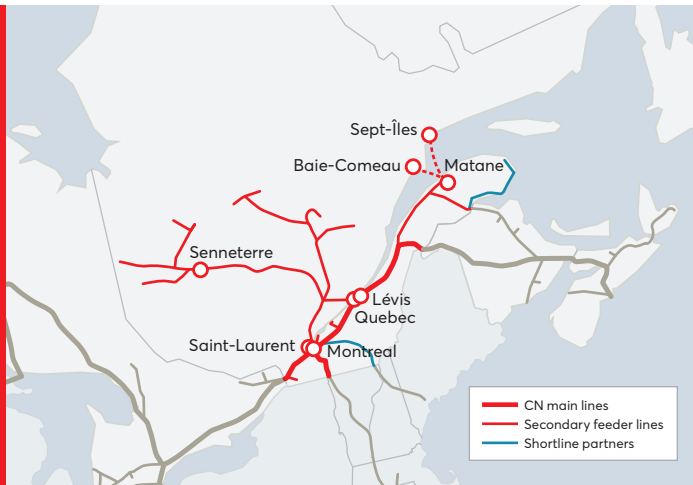 Sept-Îles
Baie-Comeau
Matane
Senneterre
Lévis
Quebec
Saint-Laurent
Montreal
CN main lines
Secondary feeder lines
Shortline partners